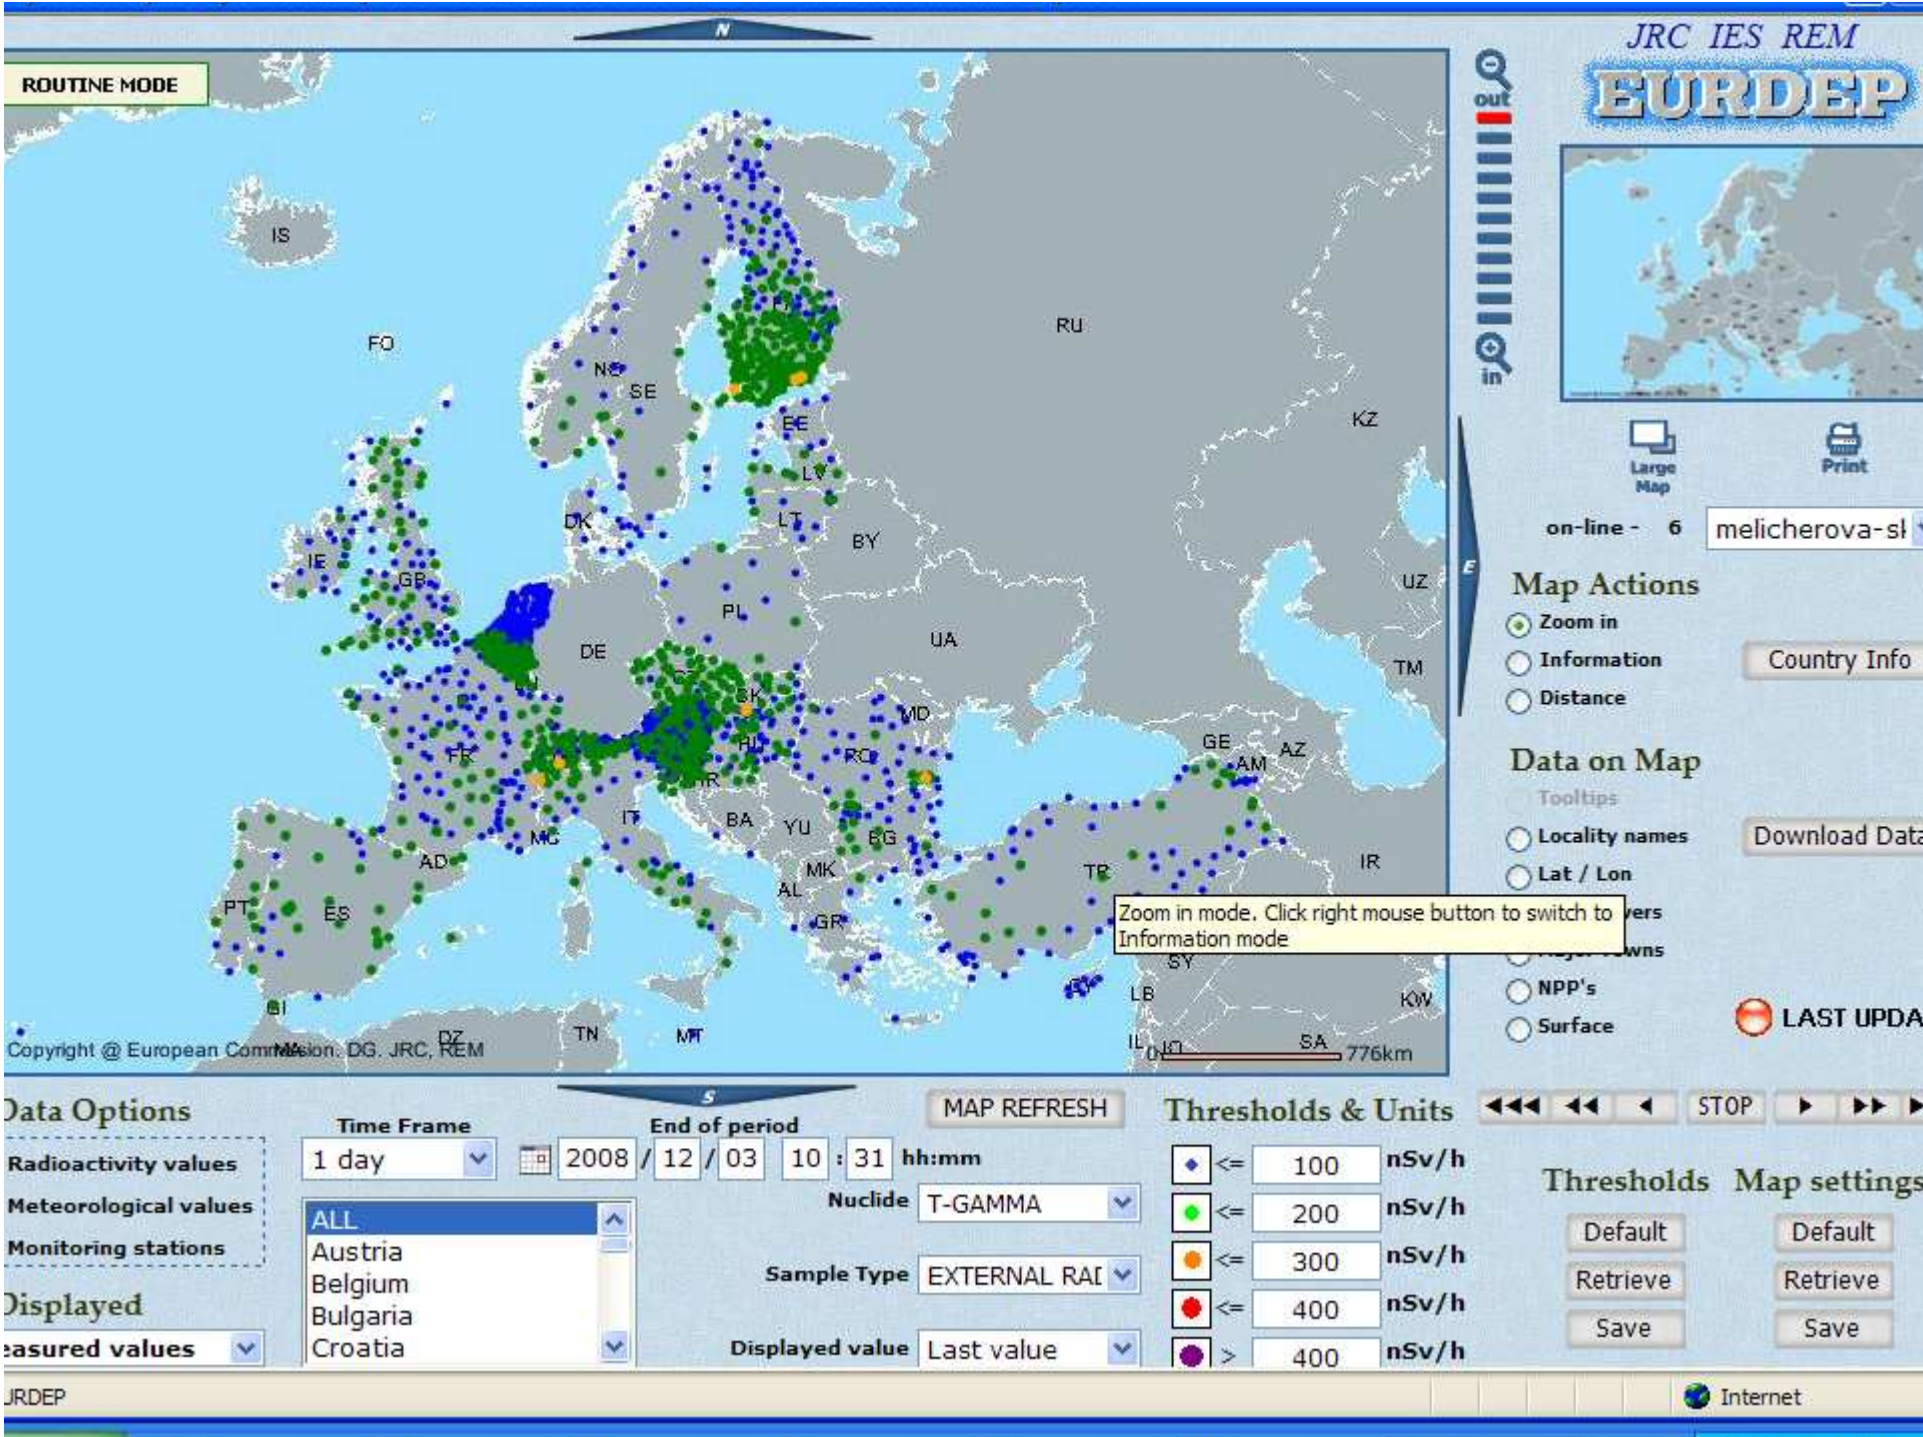 N
JRC IES REM
EURDEP
ROUTINE MODE
out
in
IS
FO
RU
NO
SE
KZ
EE
LV
Large
Map
Print
DK
LT
BY
on-line - 6
melicherova-sl
IE
GB
E
UZ
PL
Map Actions
Zoom in
DE
UA
TM
Information
Country Info
SK
Distance
MD
GE
AZ
FR
HU
RO
AM
Data on Map
Tooltips
IT
BA
YU
BG
MC
Locality names
Download Data
AD
MK
TR
IR
Lat / Lon
AL
PT
ES
GR
Zoom in mode. Click right mouse button to switch to
Information mode
vers
wns
SY
NPP's
LB
KW
GI
LAST UPDA
Surface
DZ
TN
MT
IL
JO
SA
Copyright @ European Commission, DG. JRC, REM
MA
0
776km
S
Data Options
Time Frame
End of period
MAP REFRESH
Thresholds & Units
STOP
Radioactivity values
1 day
2008 / 12 / 03 10 : 31 hh:mm
<= 100 nSv/h
Meteorological values
ALL
Nuclide T-GAMMA
<= 200 nSv/h
Thresholds Map settings
Monitoring stations
Austria
Default Default
Belgium
Sample Type EXTERNAL RAD
<= 300 nSv/h
Retrieve Retrieve
Displayed
Bulgaria
<= 400 nSv/h
Save Save
easured values
Croatia
Displayed value Last value
> 400 nSv/h
URDEP
Internet